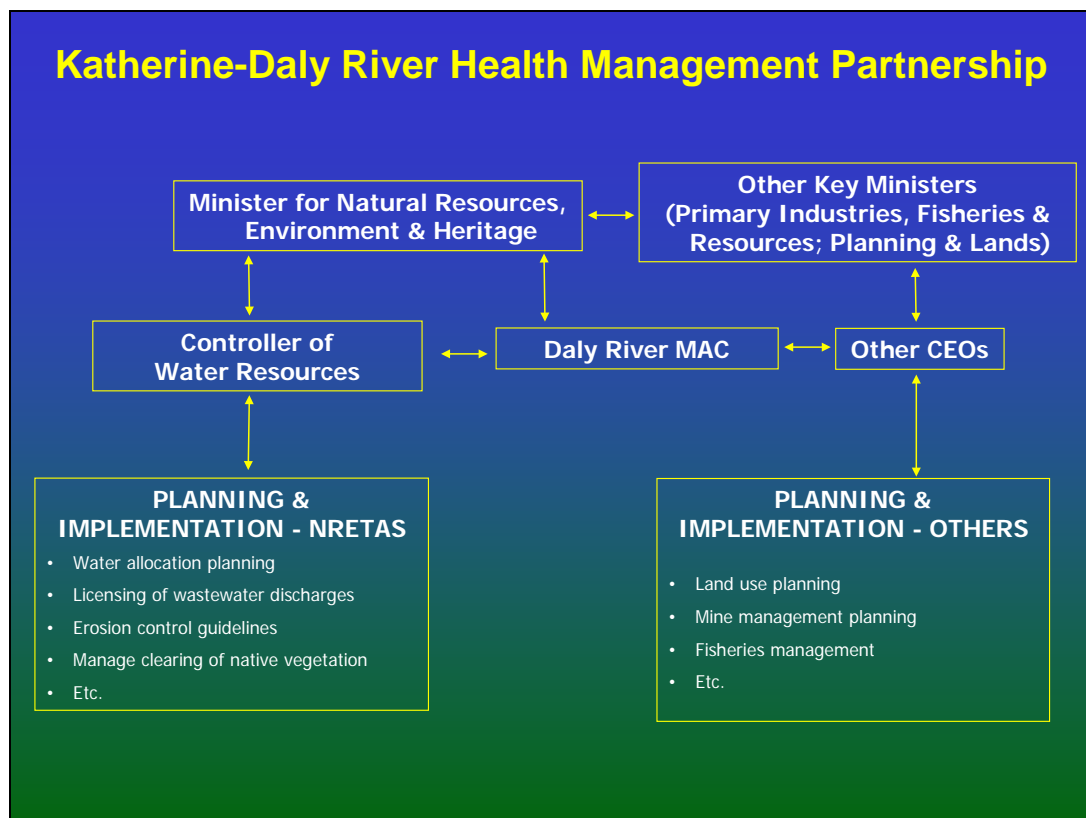 Katherine-Daly River Health Management Partnership
Minister for Natural Resources,
Environment & Heritage
Other Key Ministers
(Primary Industries, Fisheries &
Resources; Planning & Lands)
Controller of
Water Resources
Daly River MAC
Other CEOs
PLANNING &
IMPLEMENTATION - NRETAS
• Water allocation planning
• Licensing of wastewater discharges
• Erosion control guidelines
• Manage clearing of native vegetation
• Etc.
PLANNING &
IMPLEMENTATION - OTHERS
• Land use planning
• Mine management planning
• Fisheries management
• Etc.